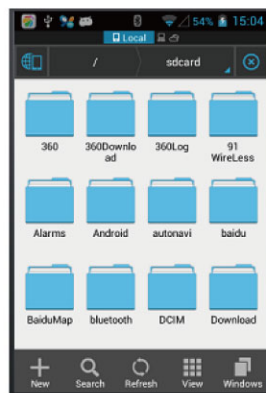 54% 15:04
Local
/ sdcard
360 360Downlo
ad 360Log 91
WireLess
Alarms Android autonavi baidu
BaiduMap bluetooth DCIM Download
New Search Refresh View Windows